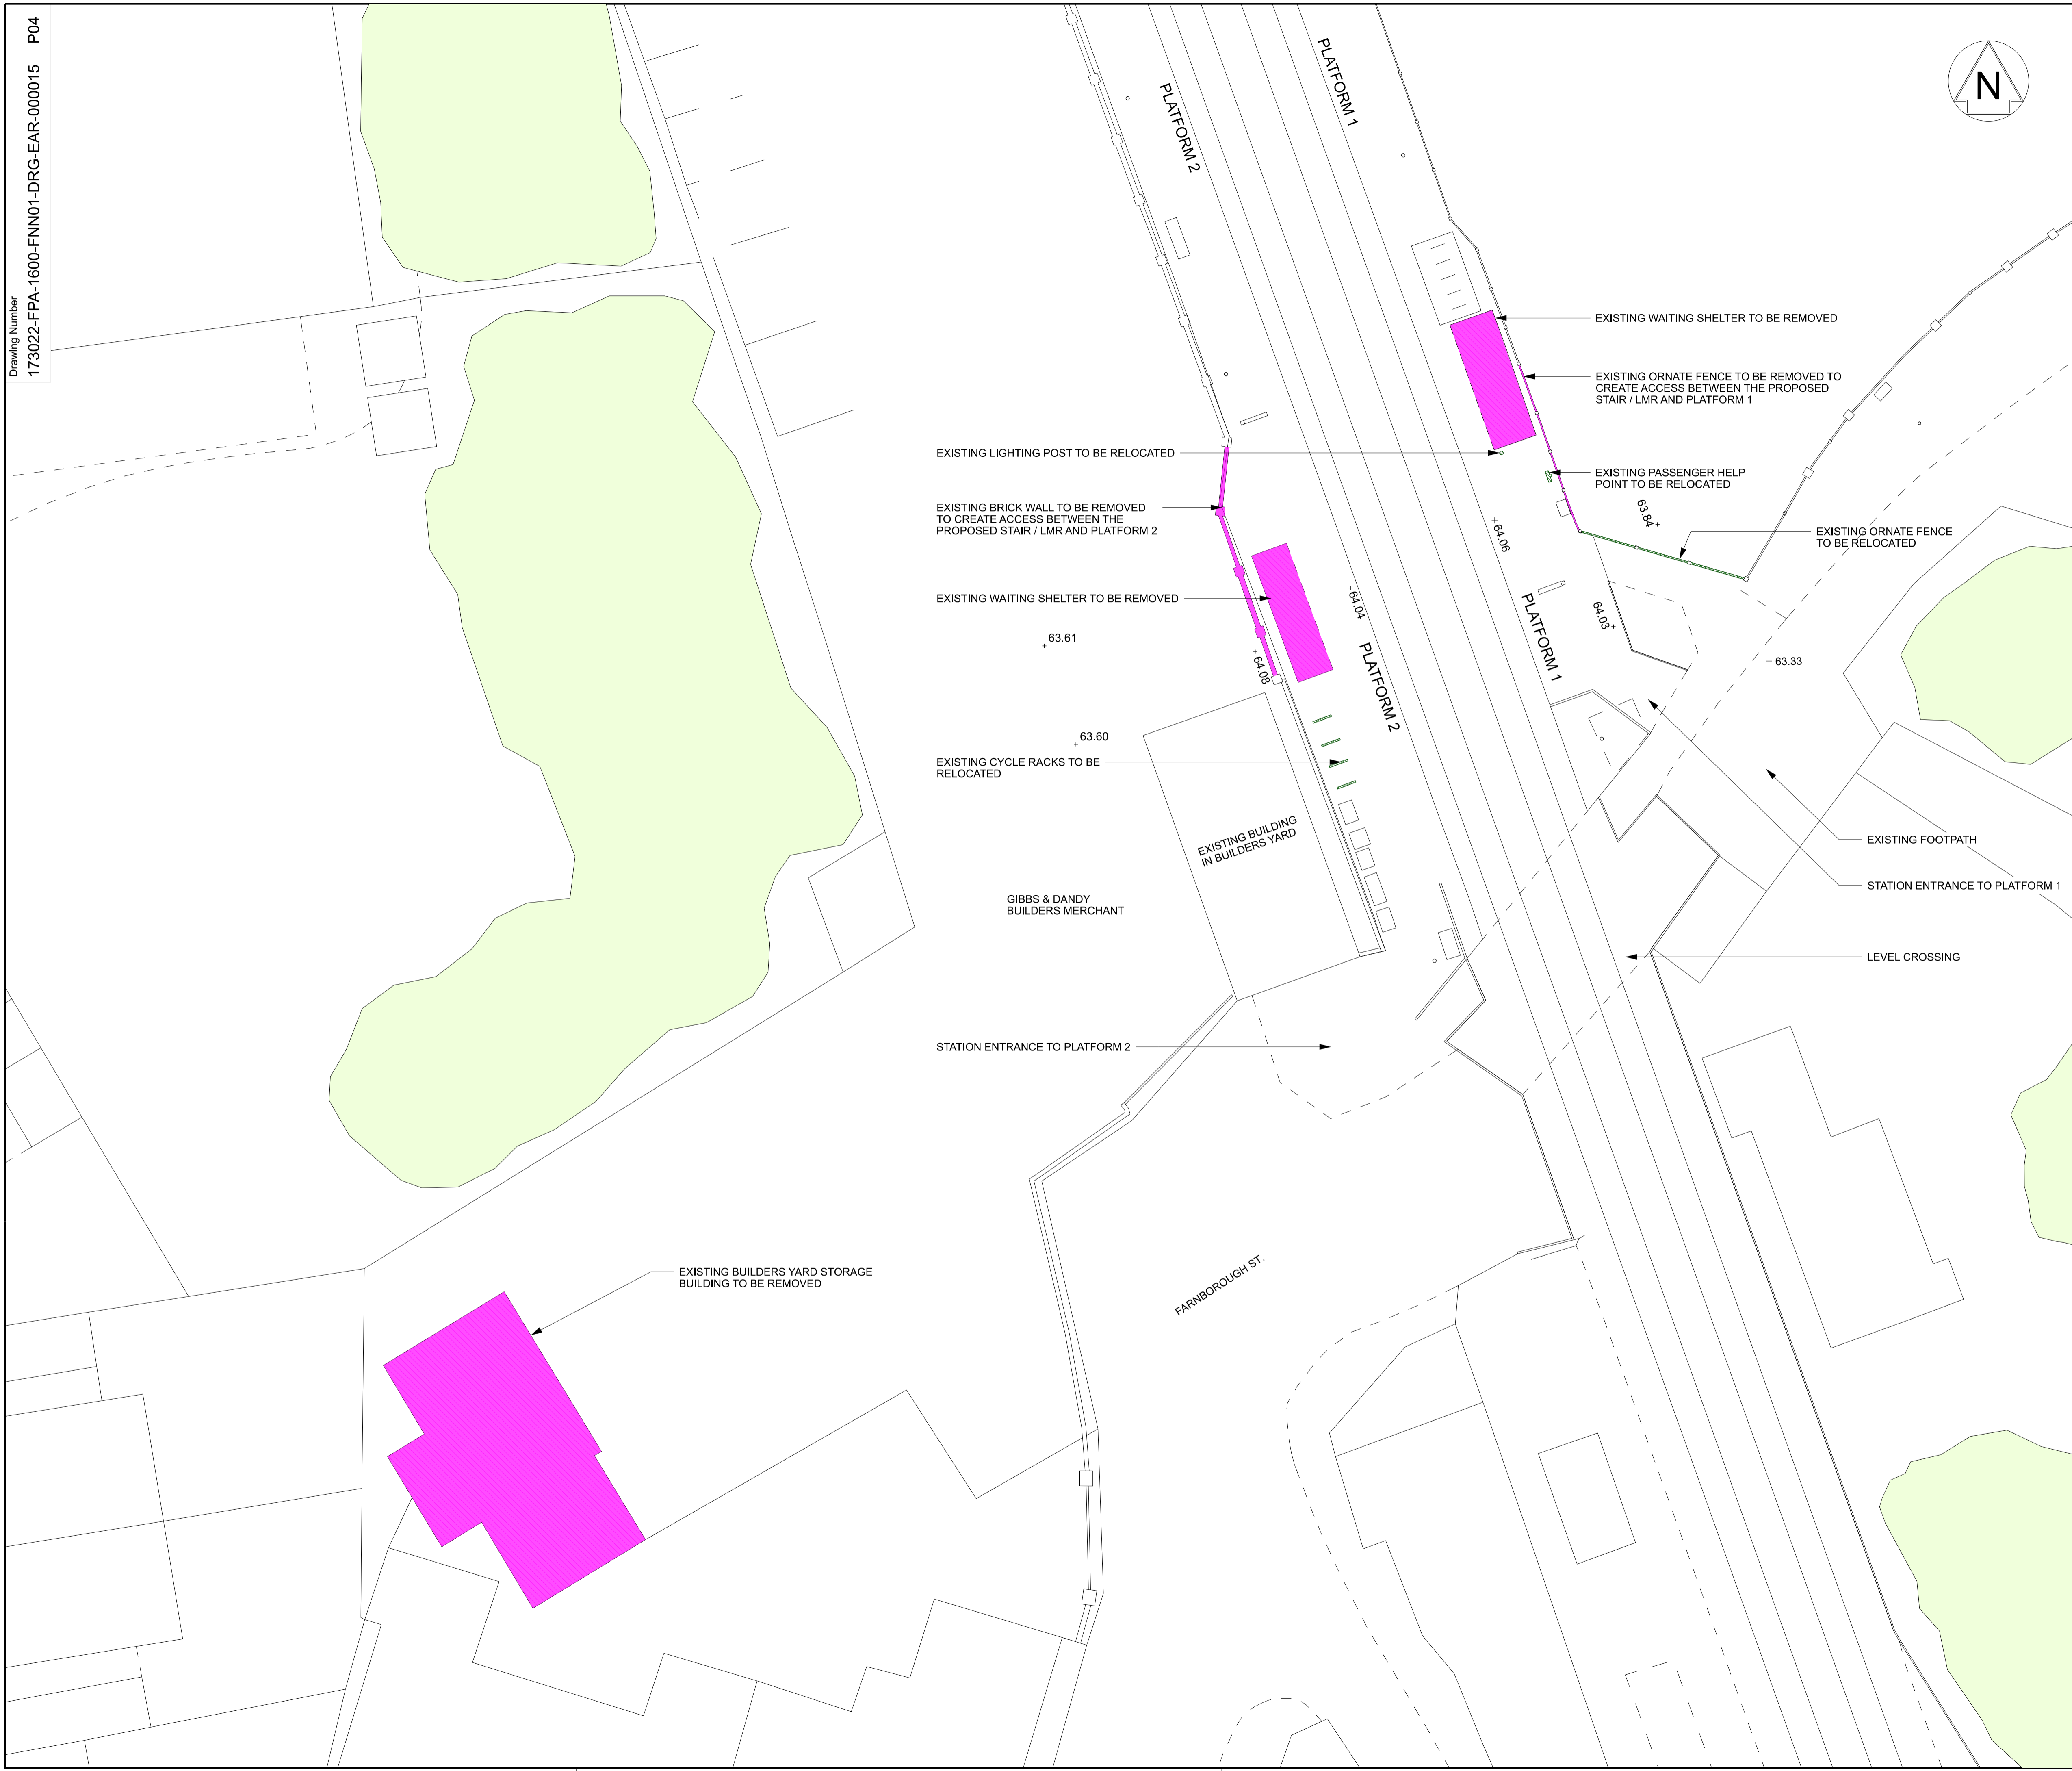 Drawing Number
173022-FPA-1600-FNN01-DRG-EAR-000015 P04
PLATFORM 2
PLATFORM 1
N
EXISTING WAITING SHELTER TO BE REMOVED
EXISTING ORNATE FENCE TO BE REMOVED TO
CREATE ACCESS BETWEEN THE PROPOSED
STAIR / LMR AND PLATFORM 1
EXISTING LIGHTING POST TO BE RELOCATED
EXISTING PASSENGER HELP
POINT TO BE RELOCATED
EXISTING BRICK WALL TO BE REMOVED
TO CREATE ACCESS BETWEEN THE
PROPOSED STAIR / LMR AND PLATFORM 2
63.84
64.06
EXISTING ORNATE FENCE
TO BE RELOCATED
EXISTING WAITING SHELTER TO BE REMOVED
64.04
64.03
PLATFORM 1
63.61
64.08
PLATFORM 2
63.33
63.60
EXISTING CYCLE RACKS TO BE
RELOCATED
EXISTING BUILDING
IN BUILDERS YARD
EXISTING FOOTPATH
STATION ENTRANCE TO PLATFORM 1
GIBBS & DANDY
BUILDERS MERCHANT
LEVEL CROSSING
STATION ENTRANCE TO PLATFORM 2
EXISTING BUILDERS YARD STORAGE
BUILDING TO BE REMOVED
FARNBOROUGH ST.